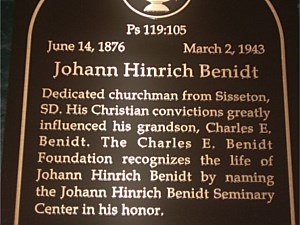 Ps 119:105
June 14, 1876 March 2, 1943
Johann Hinrich Benidt
Dedicated churchman from Sisseton,
SD. His Christian convictions greatly
influenced his grandson, Charles E.
Benidt. The Charles E. Benidt
Foundation recognizes the life of
Johann Hinrich Benidt by naming
the Johann Hinrich Benidt Seminary
Center in his honor.